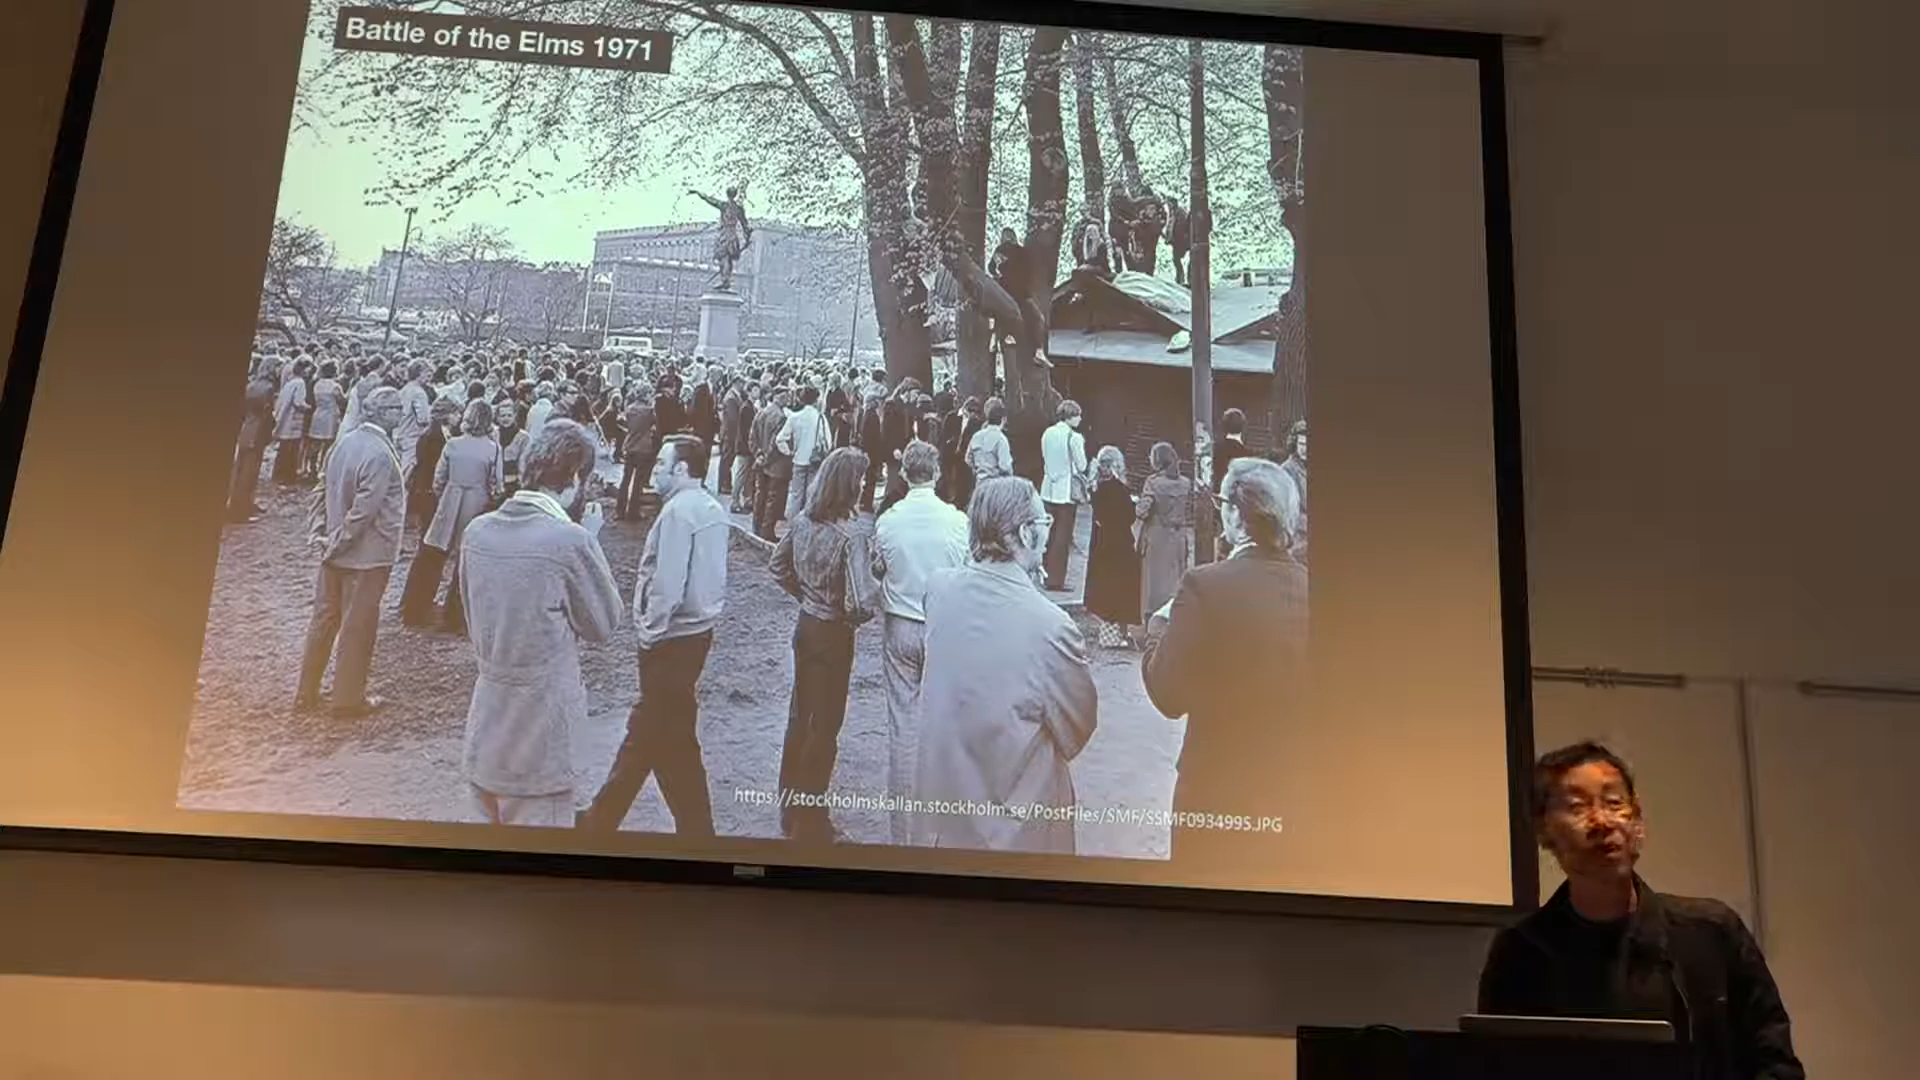 Battle of the Elms 1971
https://stockholmskallan.stockholm.se/PostFiles/SMF/SSMF0934995.JPG